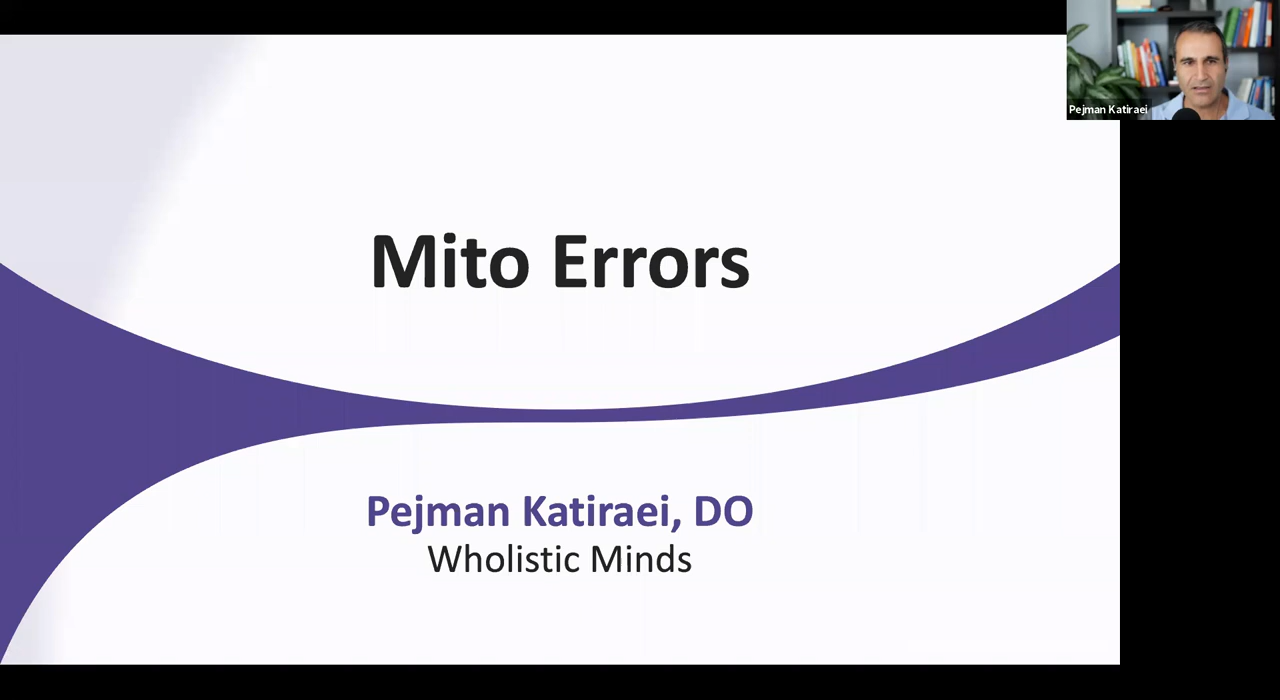 Pejman Katiraei
Mito Errors
Pejman Katiraei, DO
Wholistic Minds